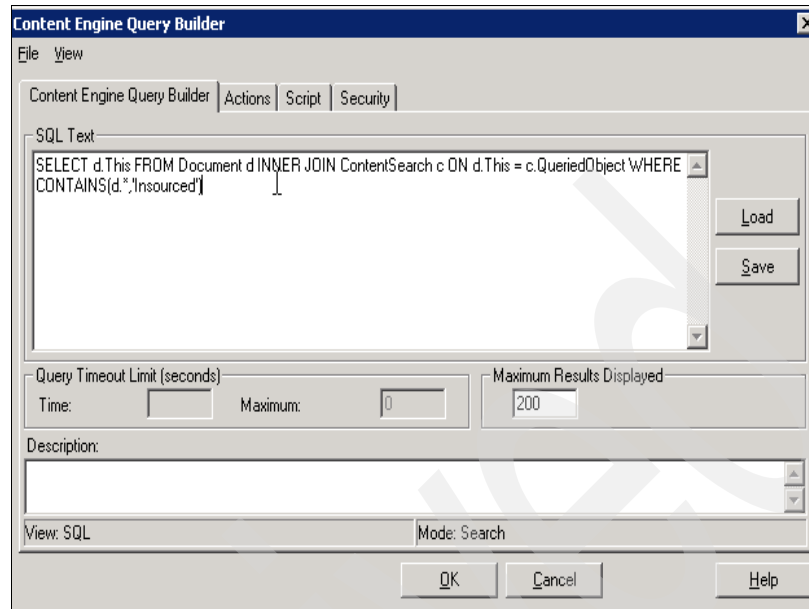 Content Engine Query Builder
File View
Content Engine Query Builder Actions Script Security
SQL Text
SELECT d.This FROM Document d INNER JOIN ContentSearch c ON d.This = c.QueriedObject WHERE
CONTAINS(d.*,'Insourced')
Load
Save
Query Timeout Limit (seconds)
Time: Maximum: 0
Maximum Results Displayed
200
Description:
View: SQL Mode: Search
OK Cancel Help